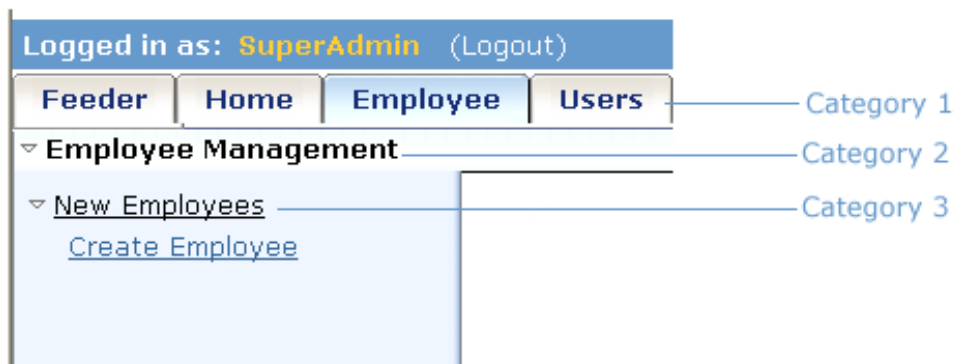 Logged in as: SuperAdmin (Logout)
Feeder Home Employee Users Category 1
Employee Management Category 2
New Employees Category 3
Create Employee